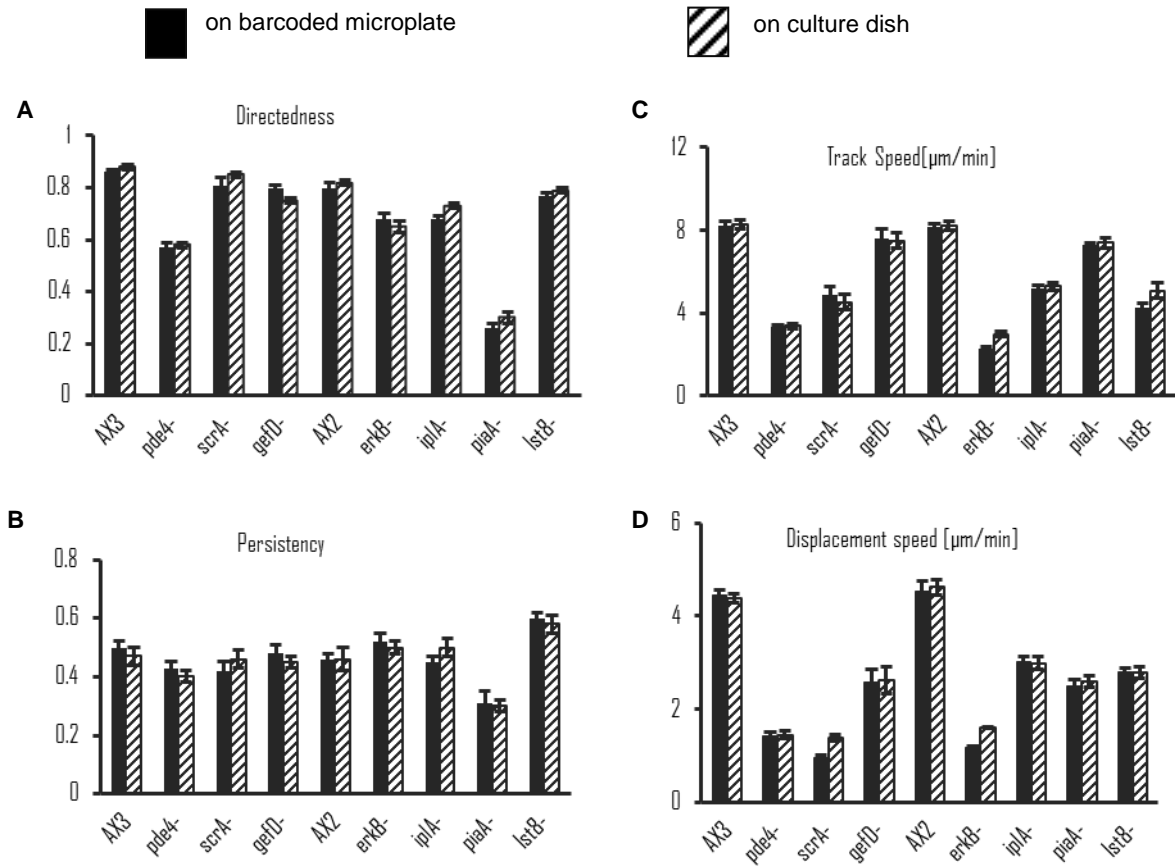 on barcoded microplate
on culture dish
A
Directedness
1
0.8
0.6
0.4
0.2
0
AX3
pde4-
scrA-
gefD-
AX2
erkB-
iplA-
piaA-
lst8-
B
Persistency
0.8
0.6
0.4
0.2
0
AX3
pde4-
scrA-
gefD-
AX2
erkB-
iplA-
piaA-
lst8-
C
Track Speed[µm/min]
12
8
4
0
AX3
pde4-
scrA-
gefD-
AX2
erkB-
iplA-
piaA-
lst8-
D
Displacement speed [µm/min]
6
4
2
0
AX3
pde4-
scrA-
gefD-
AX2
erkB-
iplA-
piaA-
lst8-